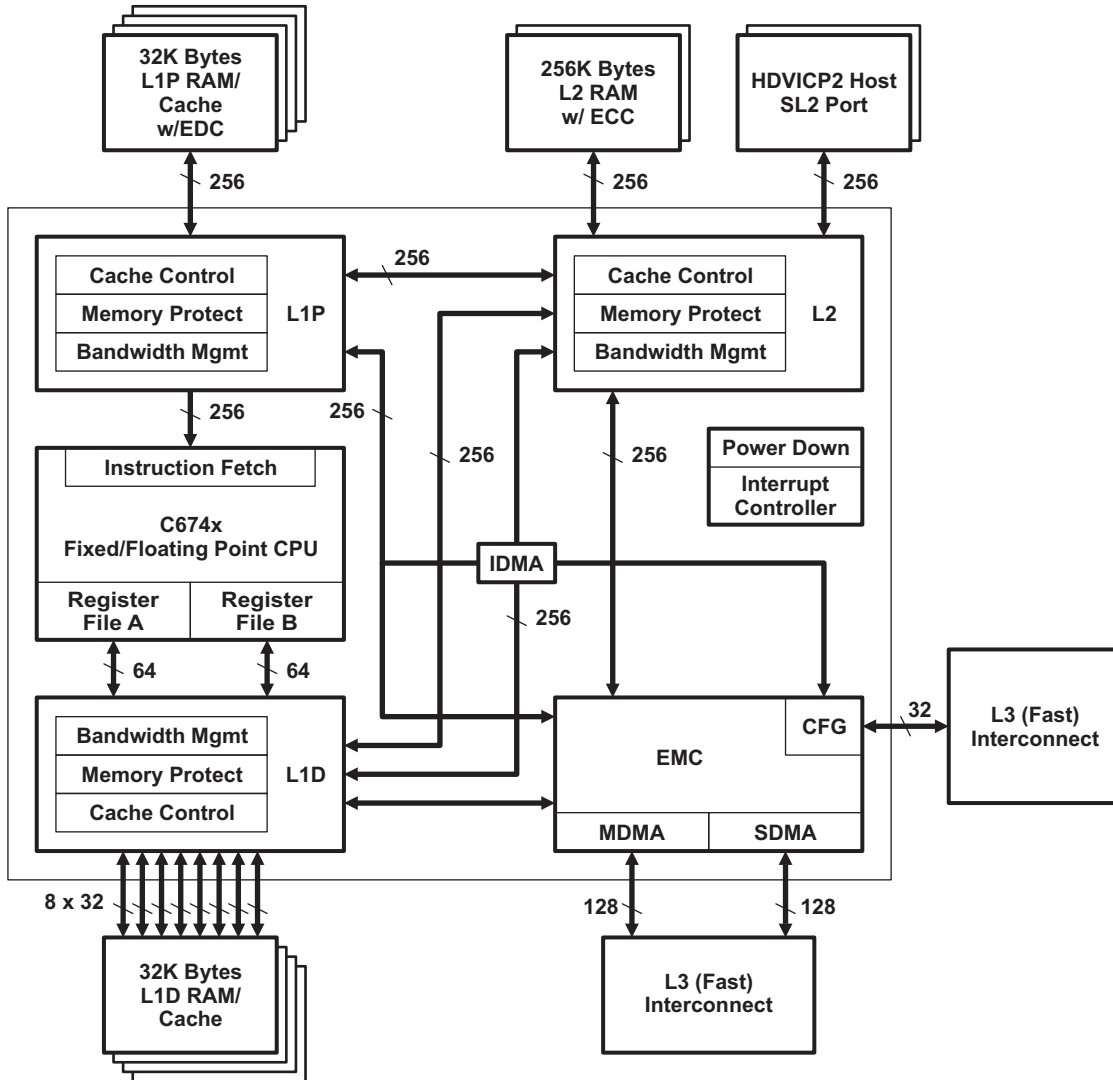 32K Bytes
L1P RAM/
Cache
w/EDC
256K Bytes
L2 RAM
w/ ECC
HDVICP2 Host
SL2 Port
256
256
256
Cache Control
Memory Protect
Bandwidth Mgmt
L1P
256
Cache Control
Memory Protect
Bandwidth Mgmt
L2
256
256
256
256
Instruction Fetch
C674x
Fixed/Floating Point CPU
Register
File A
Register
File B
Power Down
Interrupt
Controller
IDMA
256
64
64
Bandwidth Mgmt
Memory Protect
Cache Control
L1D
CFG
EMC
MDMA
SDMA
32
L3 (Fast)
Interconnect
8 x 32
128
128
32K Bytes
L1D RAM/
Cache
L3 (Fast)
Interconnect